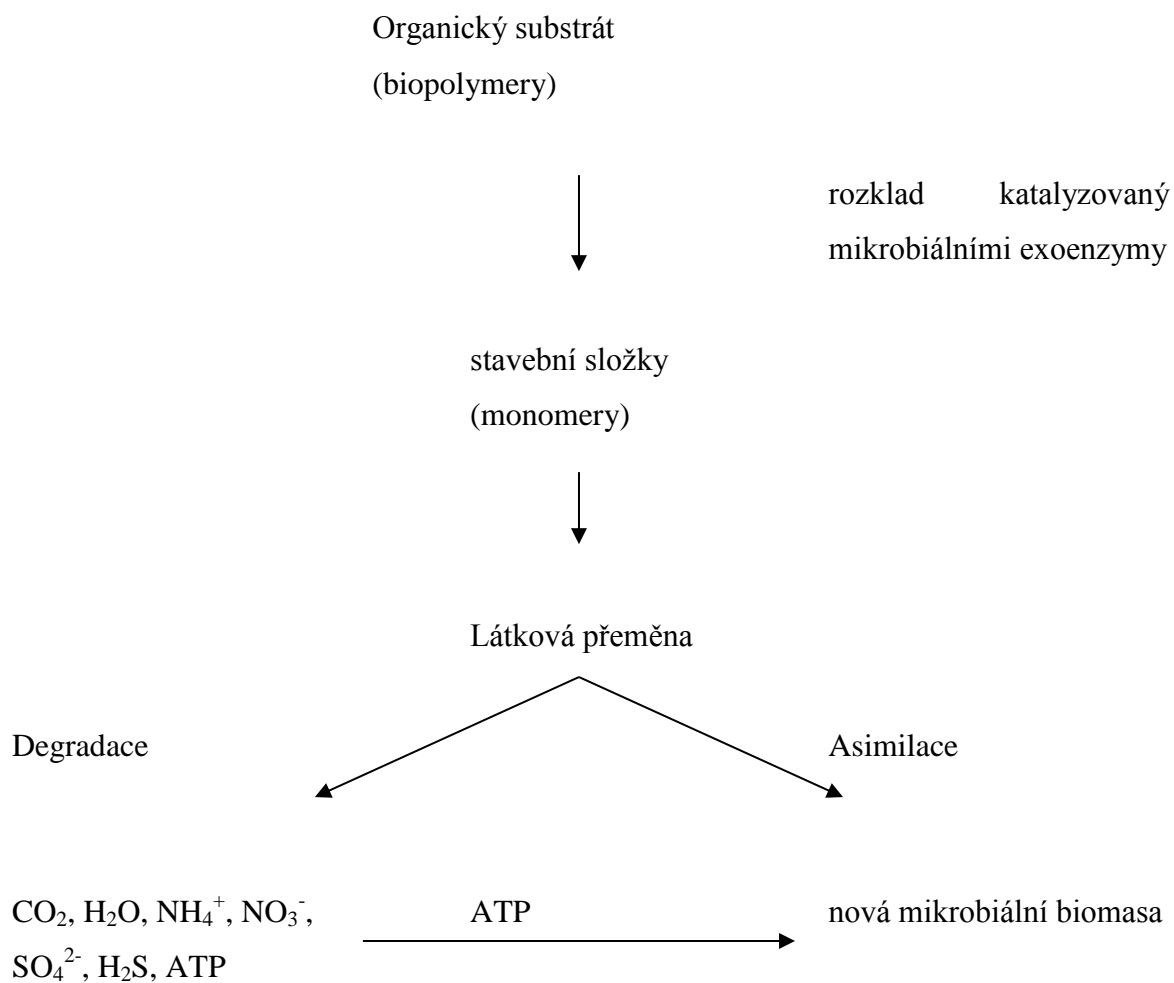 Organický substrát
(biopolymery)
rozklad katalyzovaný
mikrobiálními exoenzymy
stavební složky
(monomery)
Látková přeměna
Degradace
Asimilace
CO₂, H₂O, NH₄⁺, NO₃⁻,
SO₄²⁻, H₂S, ATP
ATP
nová mikrobiální biomasa